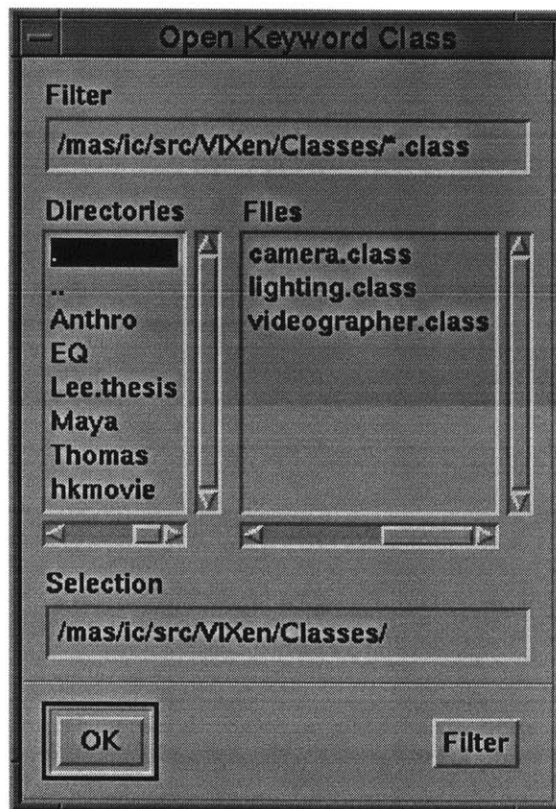 Open Keyword Class
Filter
/mas/ic/src/VIXen/Classes/*.class
Directories
Files
.
..
Anthro
EQ
Lee.thesis
Maya
Thomas
hkmovie
camera.class
lighting.class
videographer.class
Selection
/mas/ic/src/VIXen/Classes/
OK
Filter